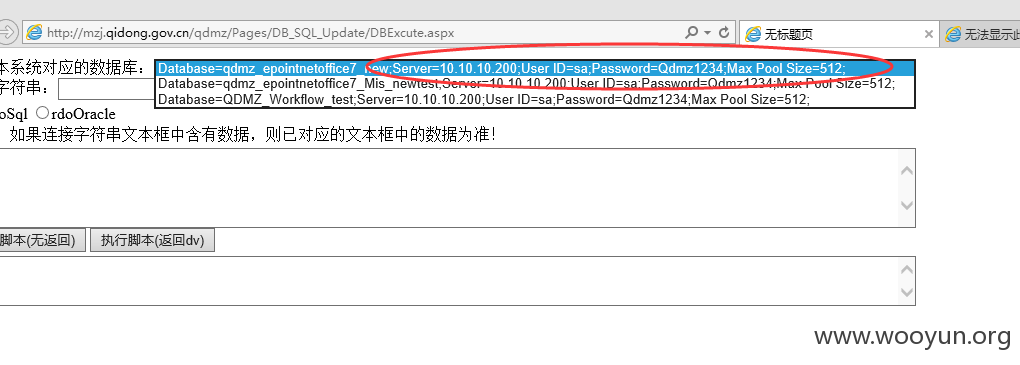 http://mzj.qidong.gov.cn/qdmz/Pages/DB_SQL_Update/DBExcute.aspx
无标题页
无法显示此
本系统对应的数据库：
Database=qdmz_epointnetoffice7_new;Server=10.10.10.200;User ID=sa;Password=Qdmz1234;Max Pool Size=512;
字符串：
Database=qdmz_epointnetoffice7_Mis_newtest;Server=10.10.10.200;User ID=sa;Password=Qdmz1234;Max Pool Size=512;
Database=QDMZ_Workflow_test;Server=10.10.10.200;User ID=sa;Password=Qdmz1234;Max Pool Size=512;
oSql rdoOracle
如果连接字符串文本框中含有数据，则已对应的文本框中的数据为准！
脚本(无返回) 执行脚本(返回dv)
www.wooyun.org